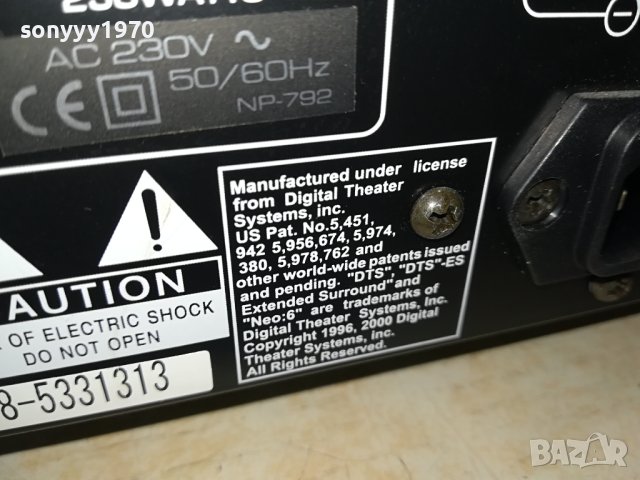 sonyyy1970
AC 230V ~
50/60Hz
CE
NP-792
Manufactured under license
from Digital Theater
Systems, inc.
US Pat. No.5,451,
942 5,956,674, 5,974,
380, 5,978,762 and
other world-wide patents issued
and pending. "DTS", "DTS"-ES
Extended Surround" and
"Neo:6" are trademarks of
Digital Theater Systems, Inc.
Copyright 1996, 2000 Digital
Theater Systems, inc.
All Rights Reserved.
AUTION
OF ELECTRIC SHOCK
DO NOT OPEN
8-5331313
BAZAR
bg